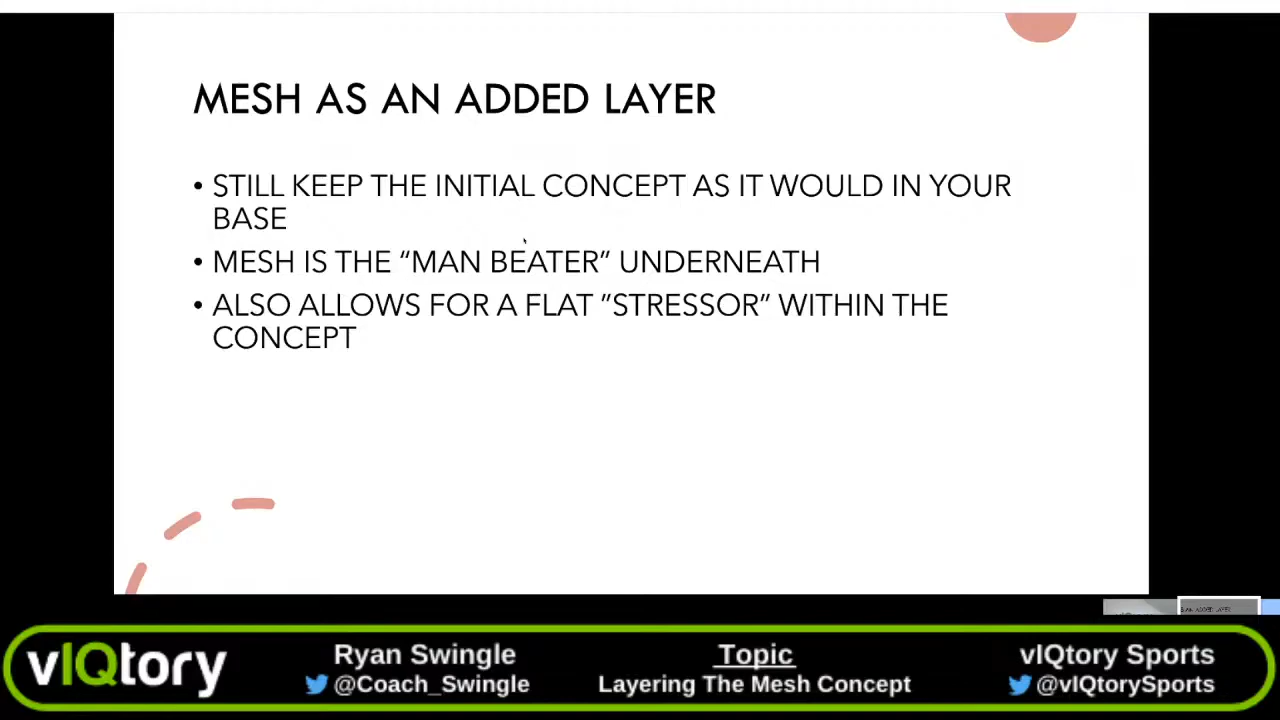 MESH AS AN ADDED LAYER
• STILL KEEP THE INITIAL CONCEPT AS IT WOULD IN YOUR
BASE
• MESH IS THE “MAN BEATER” UNDERNEATH
• ALSO ALLOWS FOR A FLAT ”STRESSOR” WITHIN THE
CONCEPT
vIQtory
Ryan Swingle
@Coach_Swingle
Topic
Layering The Mesh Concept
vIQtory Sports
@vIQtorySports